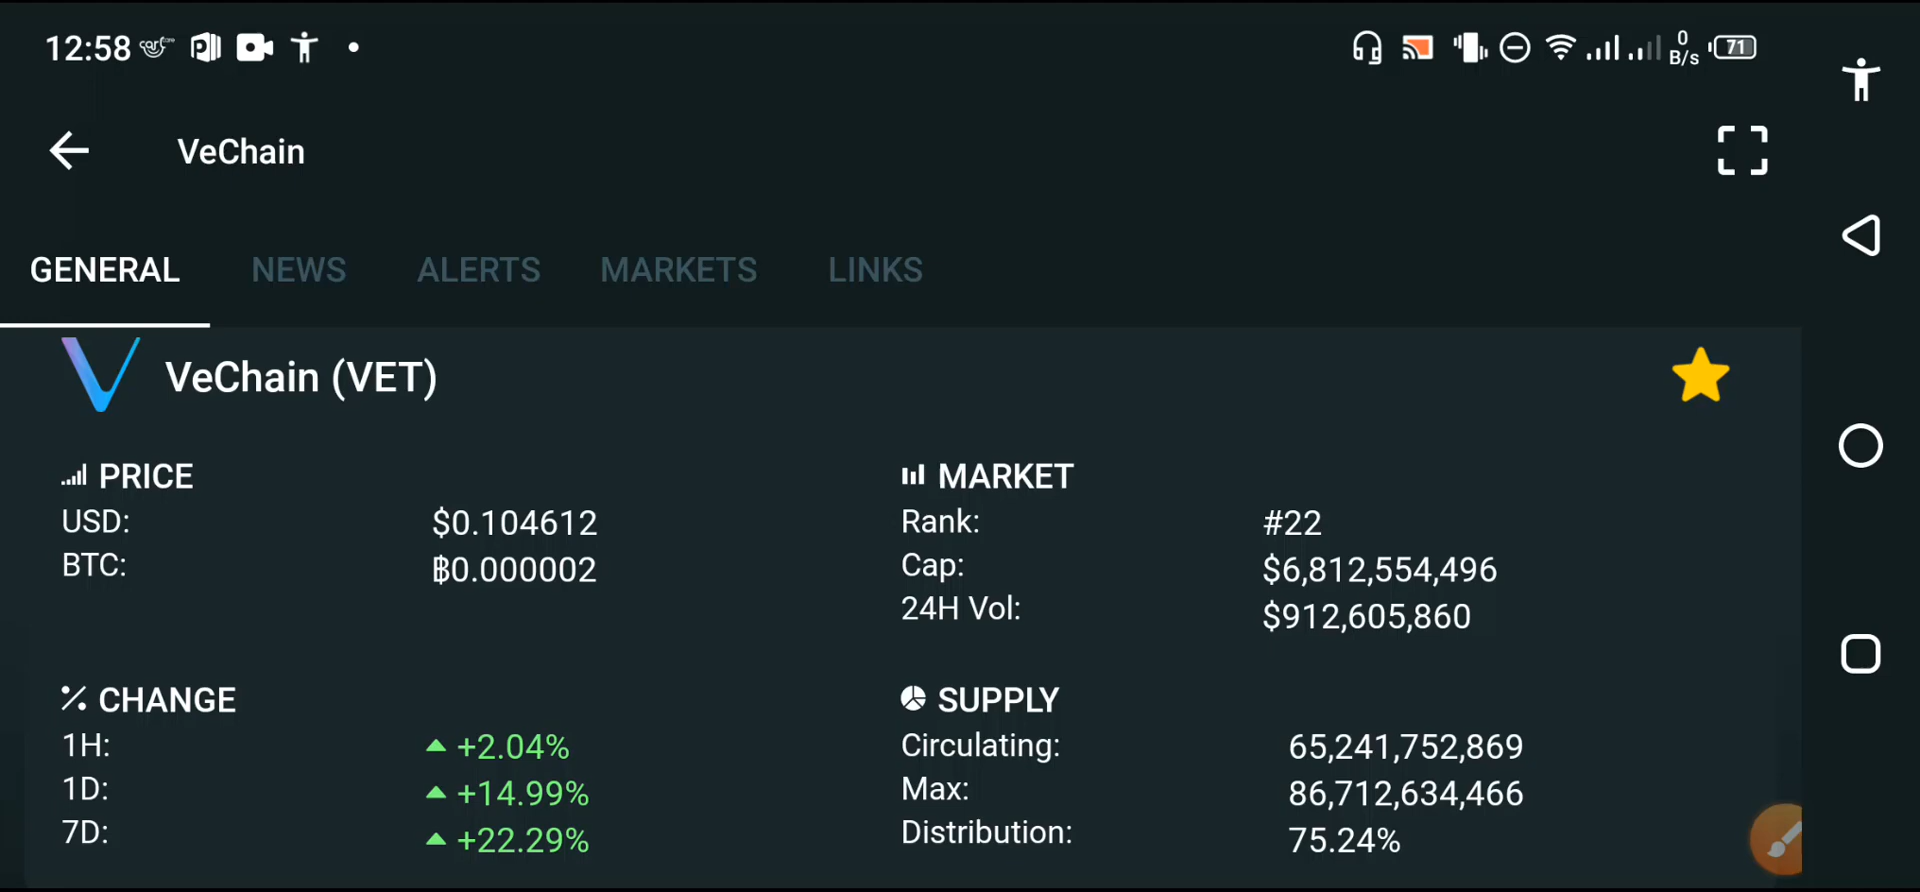 12:58
0
B/s
71
VeChain
GENERAL NEWS ALERTS MARKETS LINKS
VeChain (VET)
PRICE
USD: $0.104612
BTC: ฿0.000002
MARKET
Rank: #22
Cap: $6,812,554,496
24H Vol: $912,605,860
CHANGE
1H: +2.04%
1D: +14.99%
7D: +22.29%
SUPPLY
Circulating: 65,241,752,869
Max: 86,712,634,466
Distribution: 75.24%